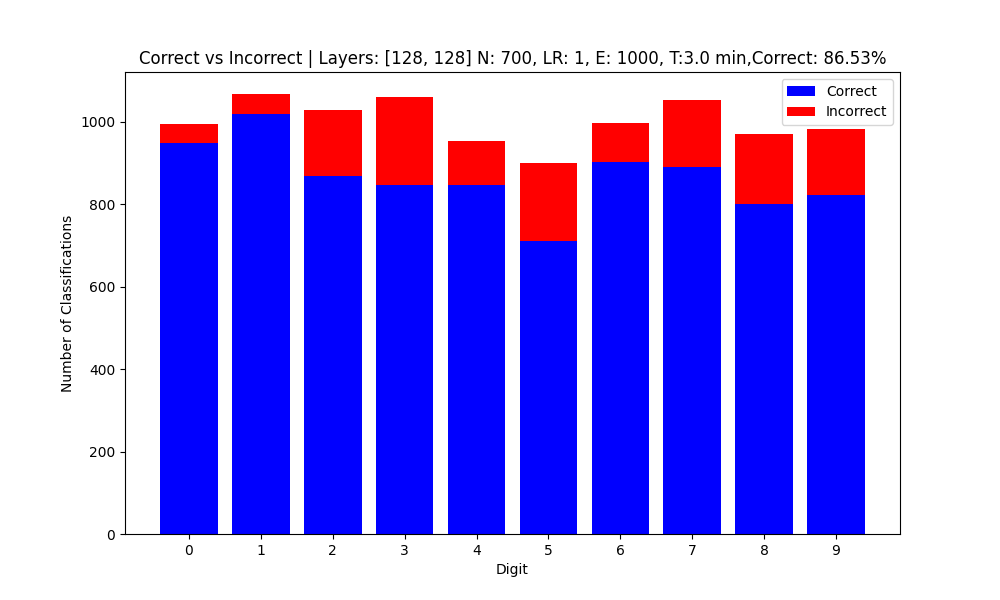 Correct vs Incorrect | Layers: [128, 128] N: 700, LR: 1, E: 1000, T:3.0 min,Correct: 86.53%
Correct
Incorrect
1000
800
600
400
200
0
Number of Classifications
0 1 2 3 4 5 6 7 8 9
Digit